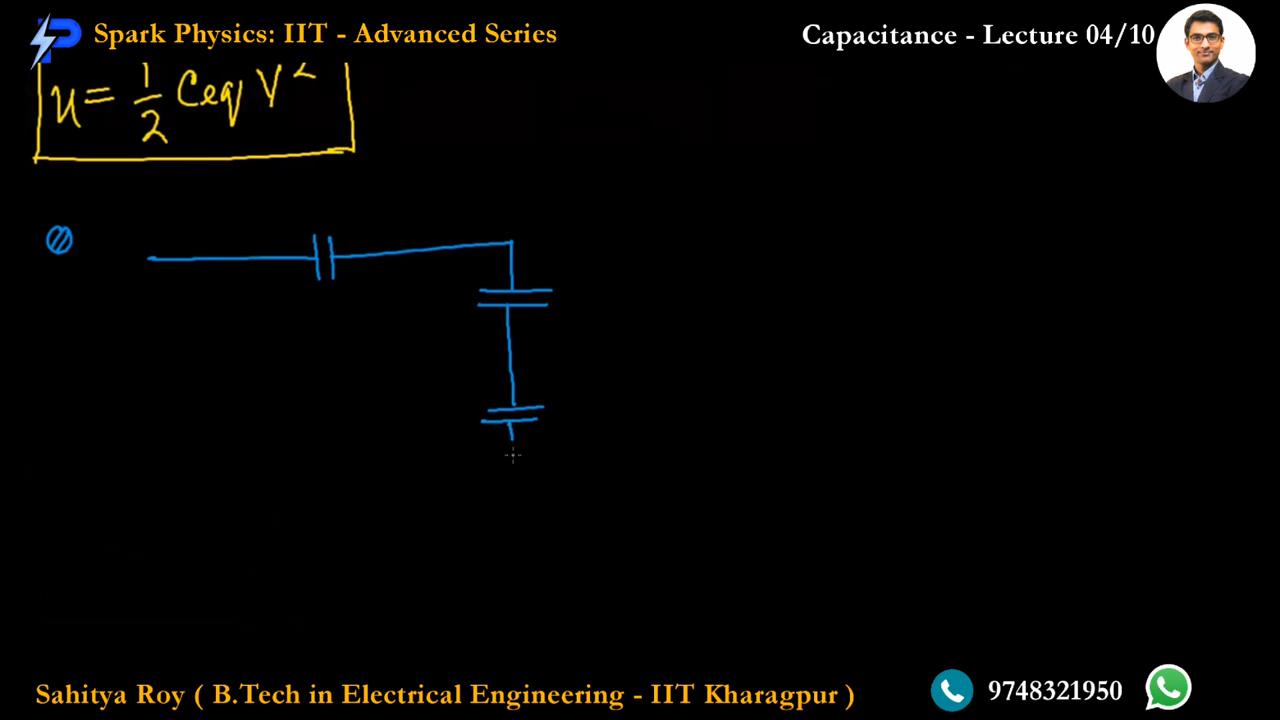 Spark Physics: IIT - Advanced Series
Capacitance - Lecture 04/10
u = 1/2 Ceq V²
Sahitya Roy ( B.Tech in Electrical Engineering - IIT Kharagpur )
9748321950